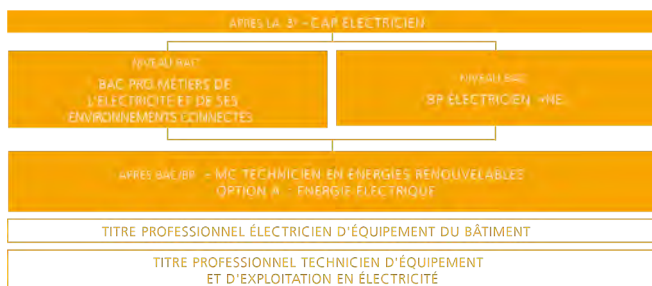 APRÈS LA 3e - CAP ÉLECTRICIEN
NIVEAU BAC
BAC PRO MÉTIERS DE
L'ÉLECTRICITÉ ET DE SES
ENVIRONNEMENTS CONNECTÉS
NIVEAU BAC
BP ÉLECTRICIEN
APRÈS BAC/BP - MC TECHNICIEN EN ÉNERGIES RENOUVELABLES
OPTION A : ÉNERGIE ÉLECTRIQUE
TITRE PROFESSIONNEL ÉLECTRICIEN D'ÉQUIPEMENT DU BÂTIMENT
TITRE PROFESSIONNEL TECHNICIEN D'ÉQUIPEMENT
ET D'EXPLOITATION EN ÉLECTRICITÉ